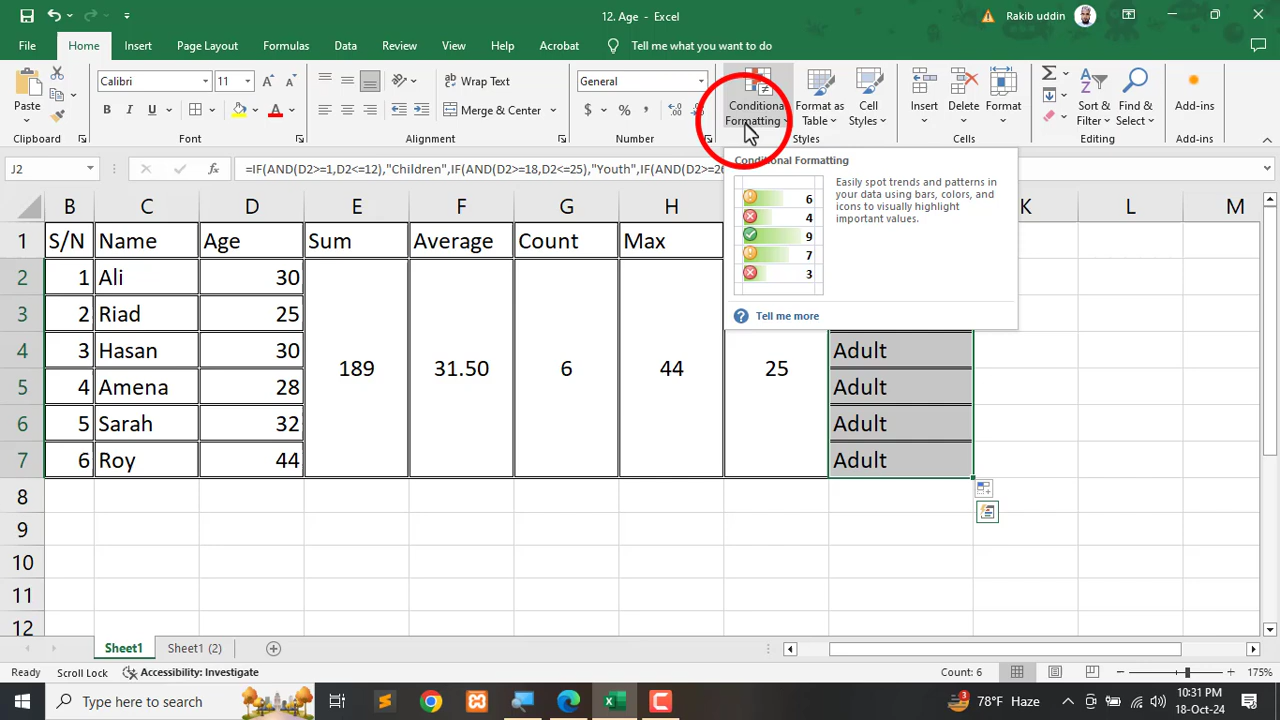 12. Age - Excel
Rakib uddin
File Home Insert Page Layout Formulas Data Review View Help Acrobat Tell me what you want to do
Paste
Clipboard
Calibri 11
B I U
Font
Wrap Text
Merge & Center
Alignment
General
$ % ,
Number
Conditional Formatting
Format as Table
Cell Styles
Styles
Insert Delete Format
Cells
Sort & Filter
Find & Select
Editing
Add-ins
Add-ins
J2 =IF(AND(D2>=1,D2<=12),"Children",IF(AND(D2>=18,D2<=25),"Youth",IF(AND(D2>=26
Conditional Formatting
Easily spot trends and patterns in
your data using bars, colors, and
icons to visually highlight
important values.
6
4
9
7
3
Tell me more
B C D E F G H K L M
1 S/N Name Age Sum Average Count Max
2 1 Ali 30
3 2 Riad 25
4 3 Hasan 30 Adult
189 31.50 6 44 25
5 4 Amena 28 Adult
6 5 Sarah 32 Adult
7 6 Roy 44 Adult
8
9
10
11
12
Sheet1 Sheet1 (2)
Ready Scroll Lock Accessibility: Investigate Count: 6 175%
Type here to search 3 78°F Haze 10:31 PM
18-Oct-24